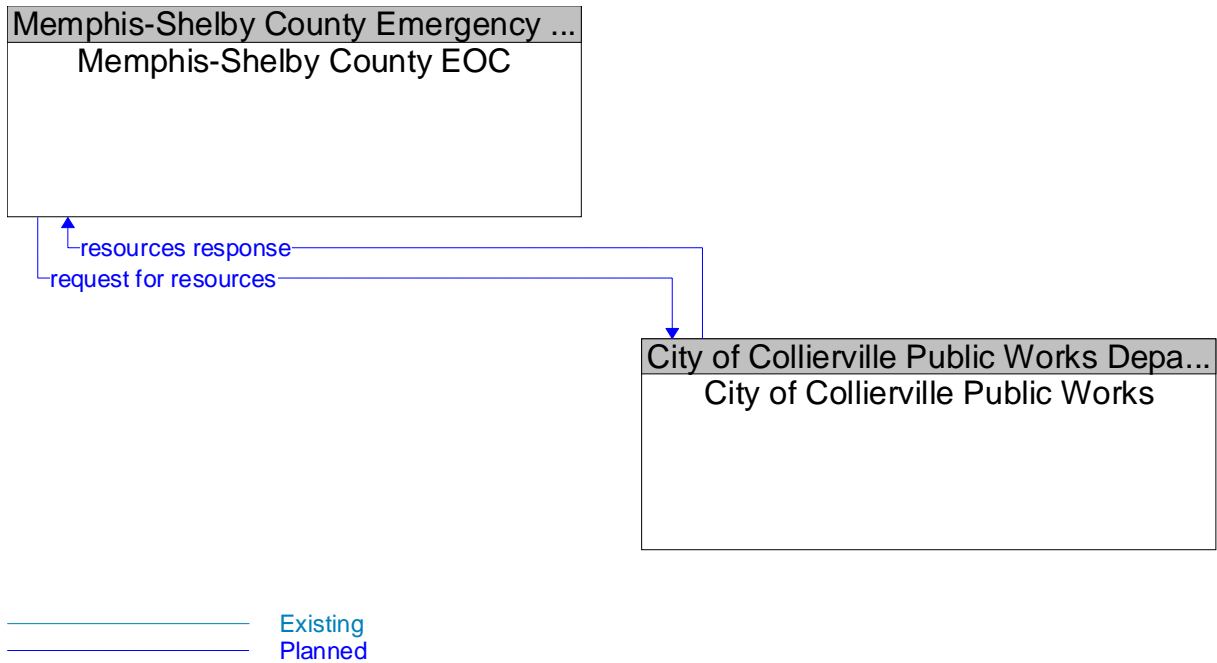 Memphis-Shelby County Emergency ...
Memphis-Shelby County EOC
resources response
request for resources
City of Collierville Public Works Depa...
City of Collierville Public Works
Existing
Planned